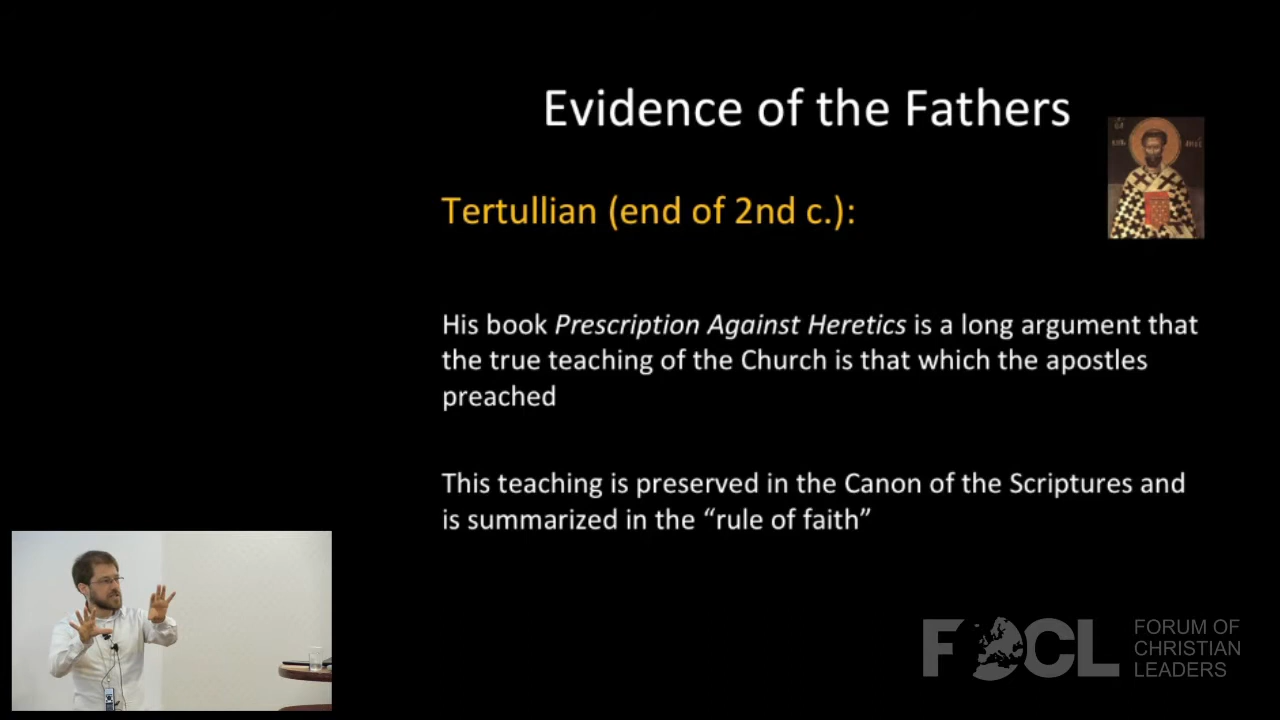 Evidence of the Fathers
Tertullian (end of 2nd c.):
His book Prescription Against Heretics is a long argument that
the true teaching of the Church is that which the apostles
preached
This teaching is preserved in the Canon of the Scriptures and
is summarized in the “rule of faith”
FOCL
FORUM OF
CHRISTIAN
LEADERS